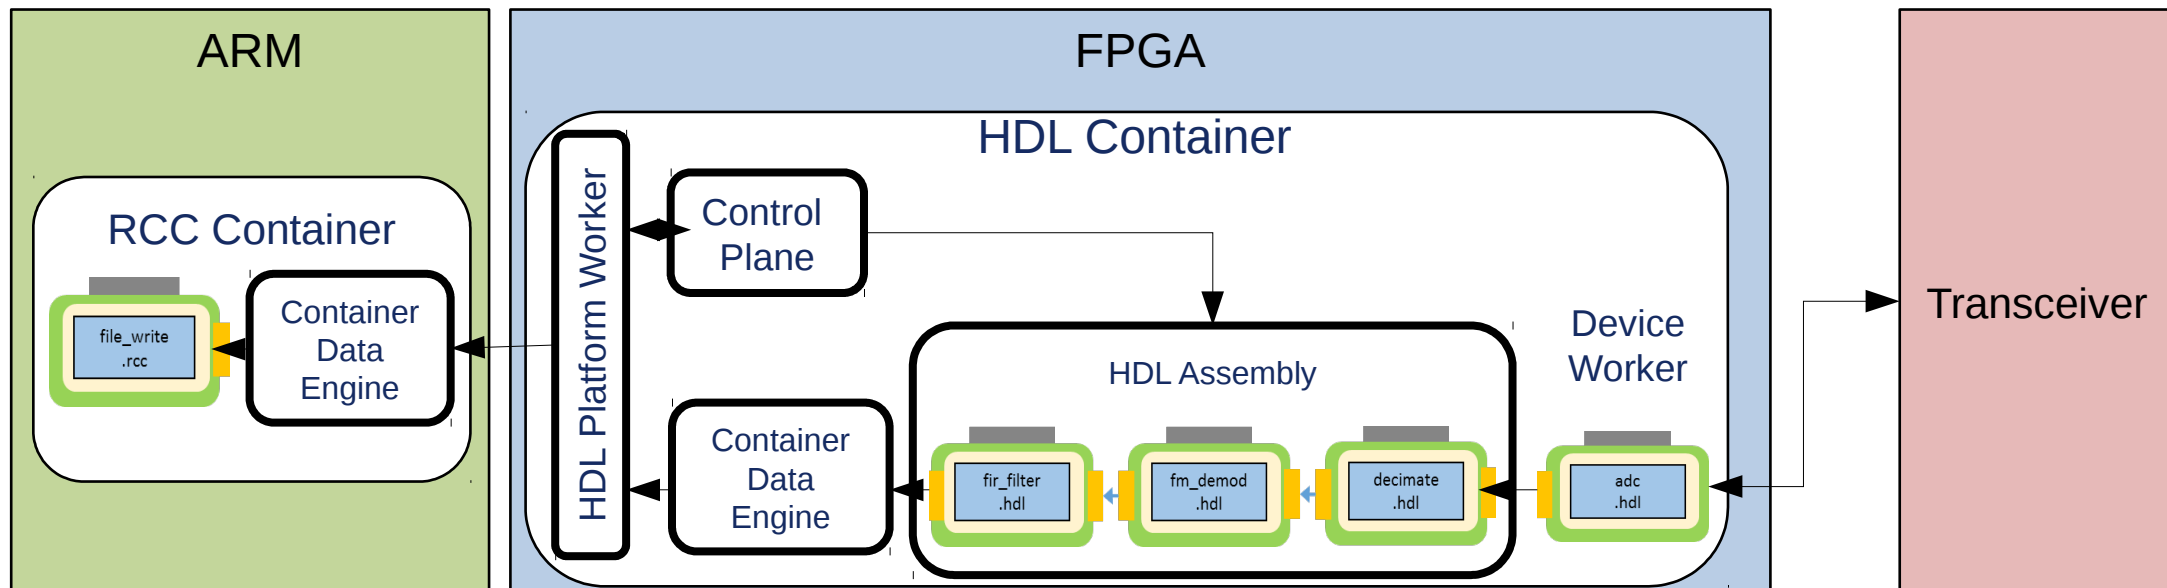 ARM
FPGA
HDL Container
RCC Container
file_write
.rcc
Container
Data
Engine
HDL Platform Worker
Control
Plane
Container
Data
Engine
HDL Assembly
fir_filter
.hdl
fm_demod
.hdl
decimate
.hdl
Device
Worker
adc
.hdl
Transceiver